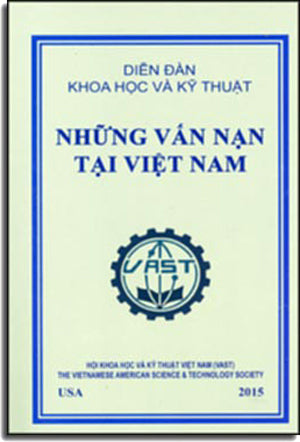 DIỄN ĐÀN
KHOA HỌC VÀ KỸ THUẬT
NHỮNG VẤN NẠN
TẠI VIỆT NAM
VAST
HỘI KHOA HỌC VÀ KỸ THUẬT VIỆT NAM (VAST)
THE VIETNAMESE AMERICAN SCIENCE & TECHNOLOGY SOCIETY
USA 2015